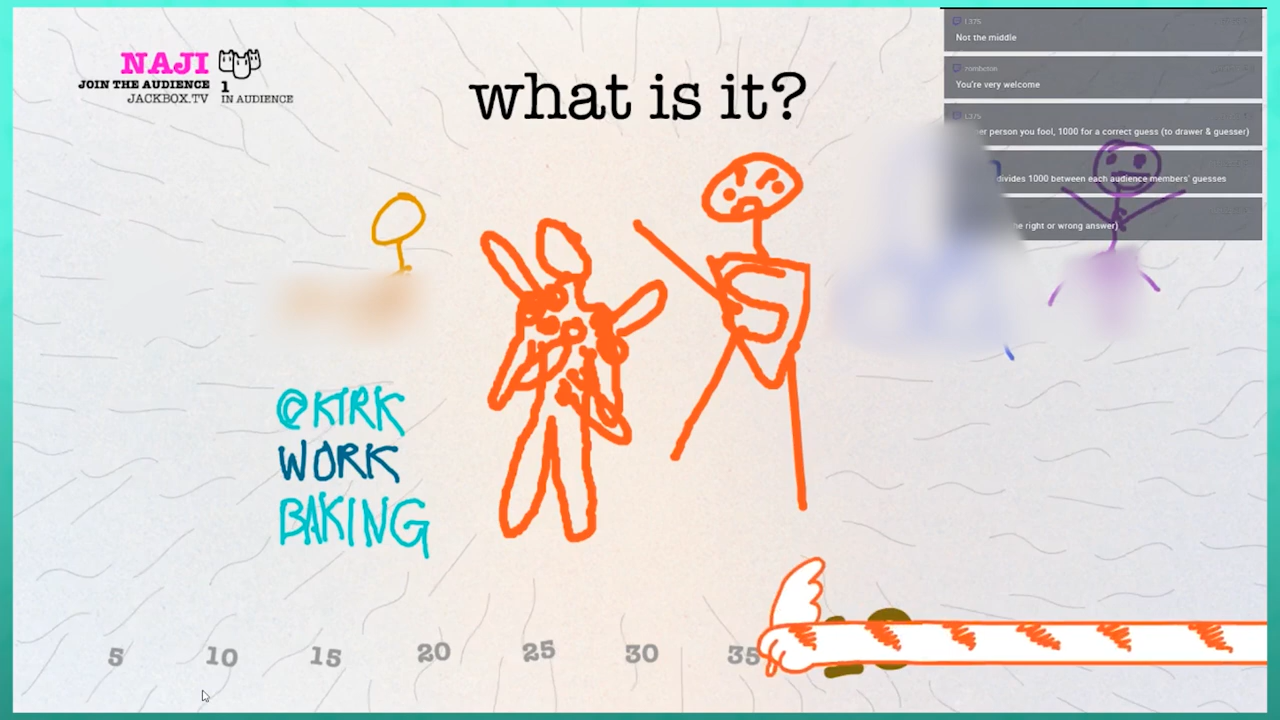 NAJI
JOIN THE AUDIENCE
JACKBOX.TV
1
IN AUDIENCE
what is it?
Not the middle
You're very welcome
er person you fool, 1000 for a correct guess (to drawer & guesser)
divides 1000 between each audience members' guesses
he right or wrong answer)
@KIRK
WORK
BAKING
5 10 15 20 25 30 35